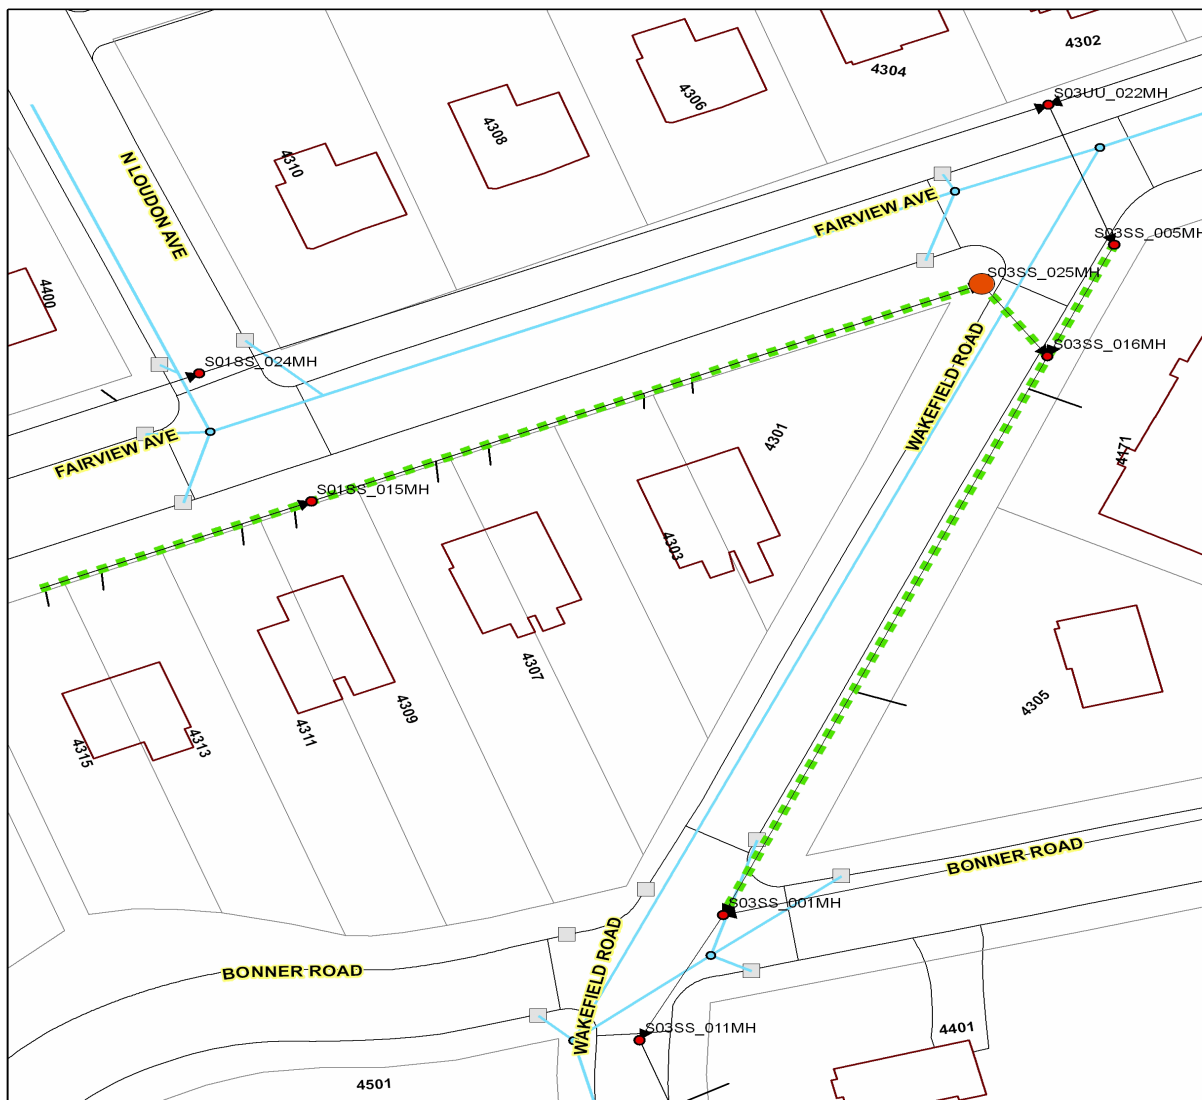 4302
4304
S03UU_022MH
4306
4308
4310
N LOUDON AVE
FAIRVIEW AVE
S03SS_005MH
4400
S03SS_025MH
S01SS_024MH
S03SS_016MH
WAKEFIELD ROAD
4301
4471
FAIRVIEW AVE
S01SS_015MH
4303
4307
4305
4309
4311
4313
4315
BONNER ROAD
S03SS_001MH
WAKEFIELD ROAD
BONNER ROAD
S03SS_011MH
4401
4501